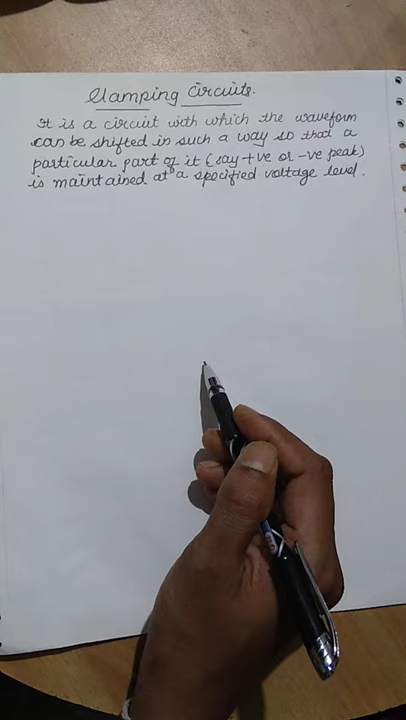 Clamping Circuits.
It is a circuit with which the waveform
can be shifted in such a way so that a
particular part of it (say +ve or -ve peak)
is maintained at a specified voltage level.